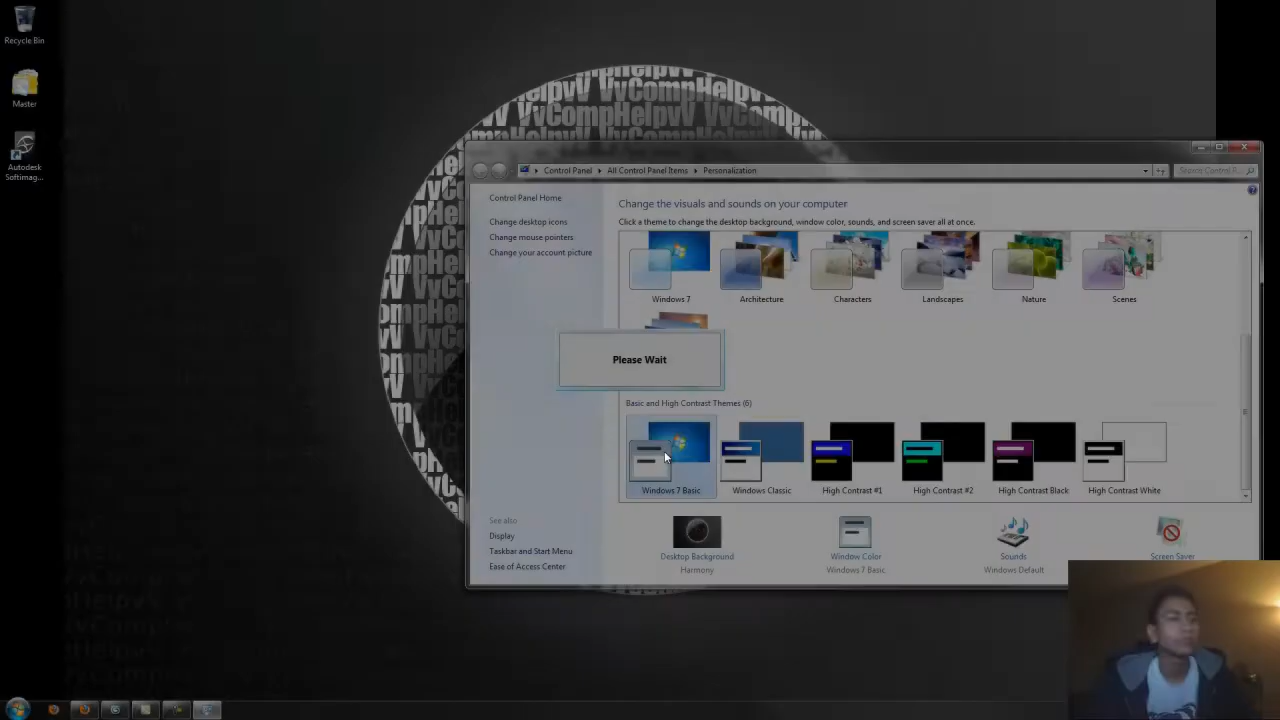 Recycle Bin
Master
Autodesk
Softimag...
VvCompHelpvV
Control Panel
All Control Panel Items
Personalization
Search Control P...
Control Panel Home
Change desktop icons
Change mouse pointers
Change your account picture
Change the visuals and sounds on your computer
Click a theme to change the desktop background, window color, sounds, and screen saver all at once.
Windows 7
Architecture
Characters
Landscapes
Nature
Scenes
Please Wait
Basic and High Contrast Themes (6)
Windows 7 Basic
Windows Classic
High Contrast #1
High Contrast #2
High Contrast Black
High Contrast White
See also
Display
Taskbar and Start Menu
Ease of Access Center
Desktop Background
Harmony
Window Color
Windows 7 Basic
Sounds
Windows Default
Screen Saver